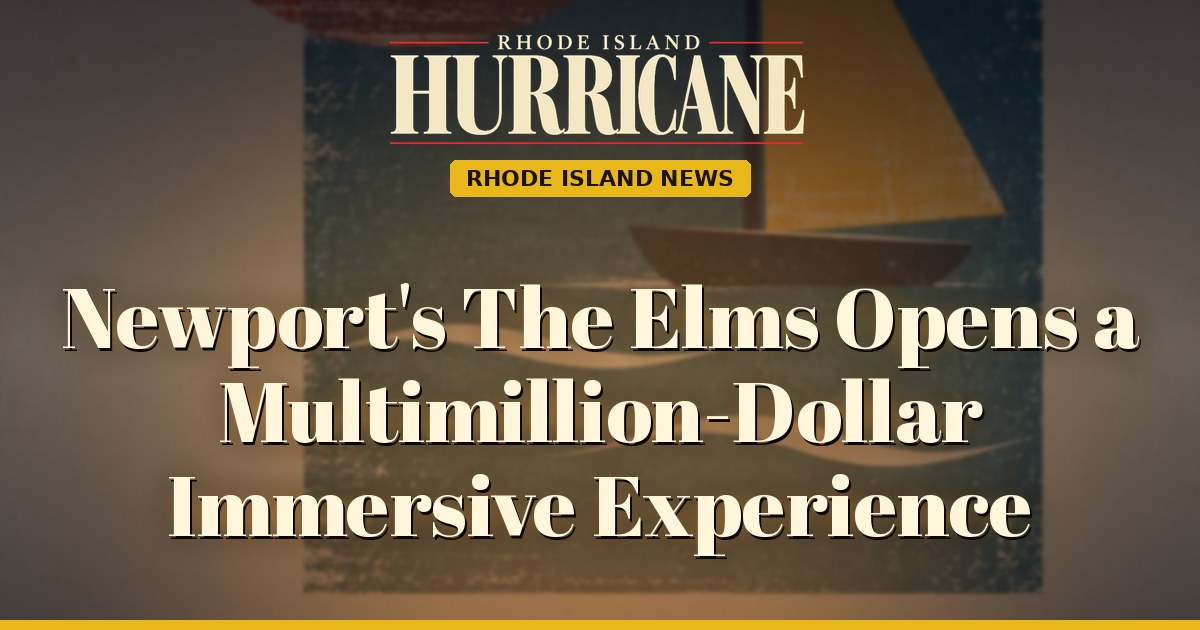 RHODE ISLAND
HURRICANE
RHODE ISLAND NEWS
Newport's The Elms Opens a
Multimillion-Dollar
Immersive Experience